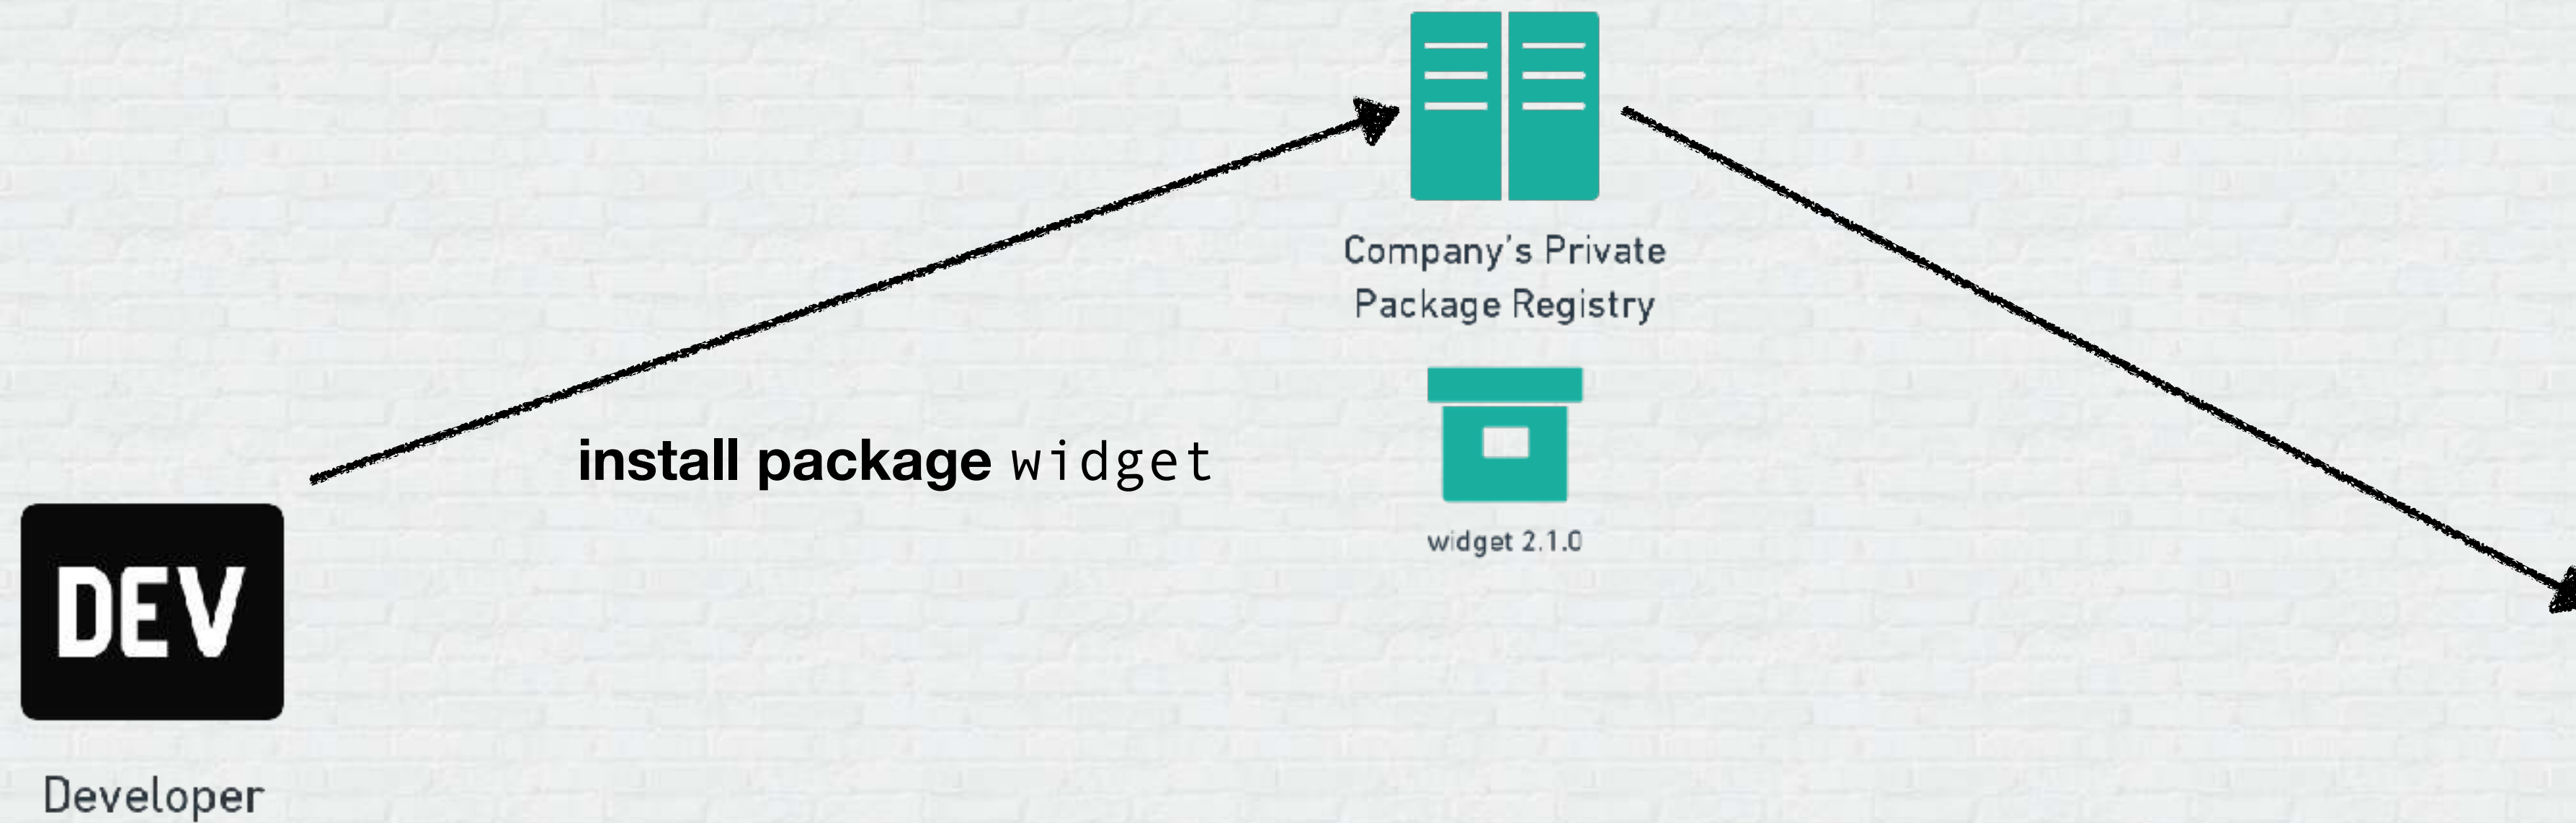 Company's Private
Package Registry
install package widget
widget 2.1.0
DEV
Developer